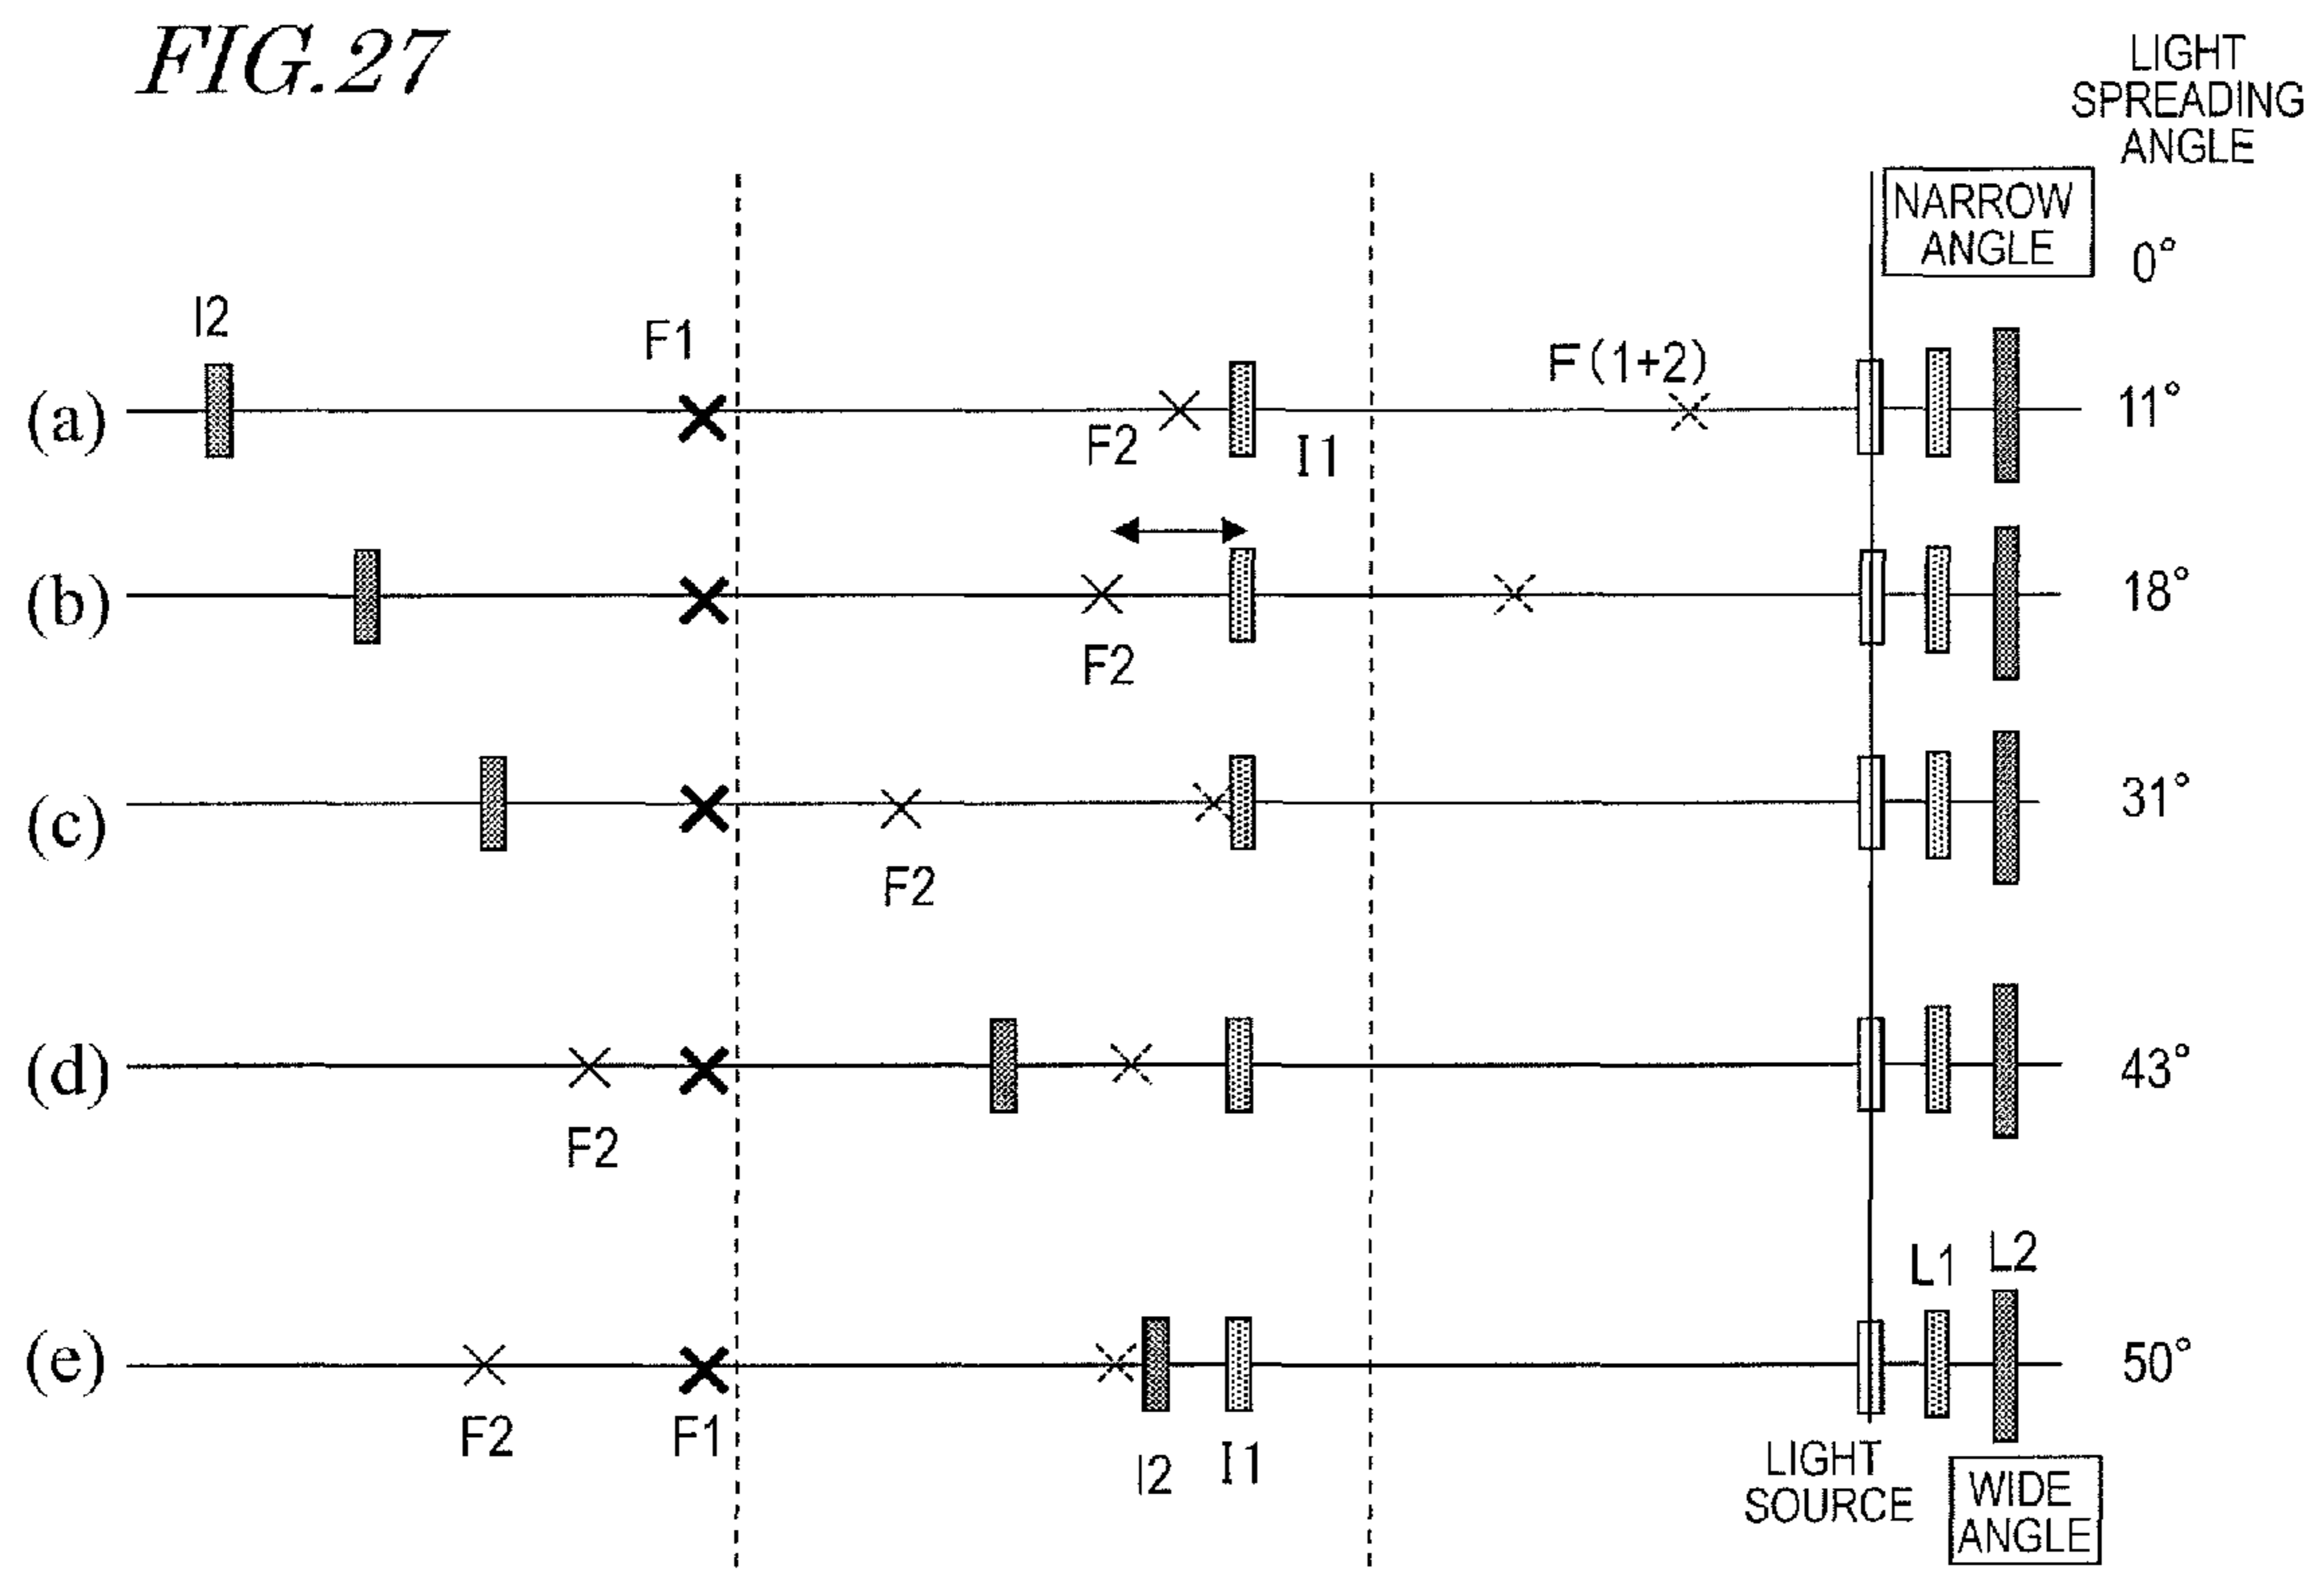 FIG.27
LIGHT
SPREADING
ANGLE
NARROW
ANGLE
0°
I2
F1
F(1+2)
(a)
11°
F2
I1
(b)
18°
F2
(c)
31°
F2
(d)
43°
F2
L1
L2
(e)
50°
F2
F1
I2
I1
LIGHT
SOURCE
WIDE
ANGLE